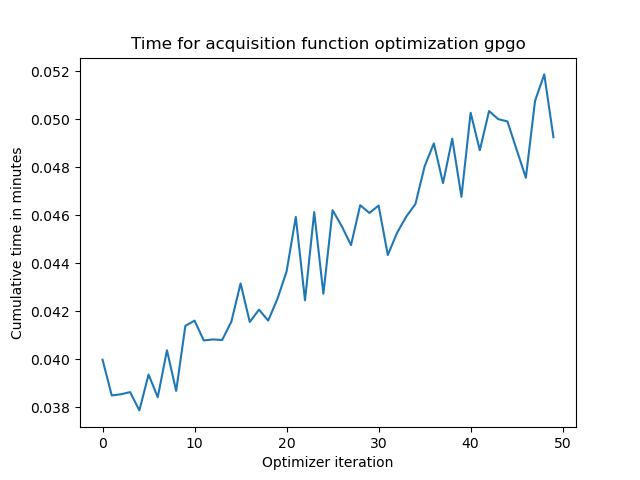 Time for acquisition function optimization gpgo
0.052
0.050
0.048
0.046
0.044
0.042
0.040
0.038
Cumulative time in minutes
0 10 20 30 40 50
Optimizer iteration